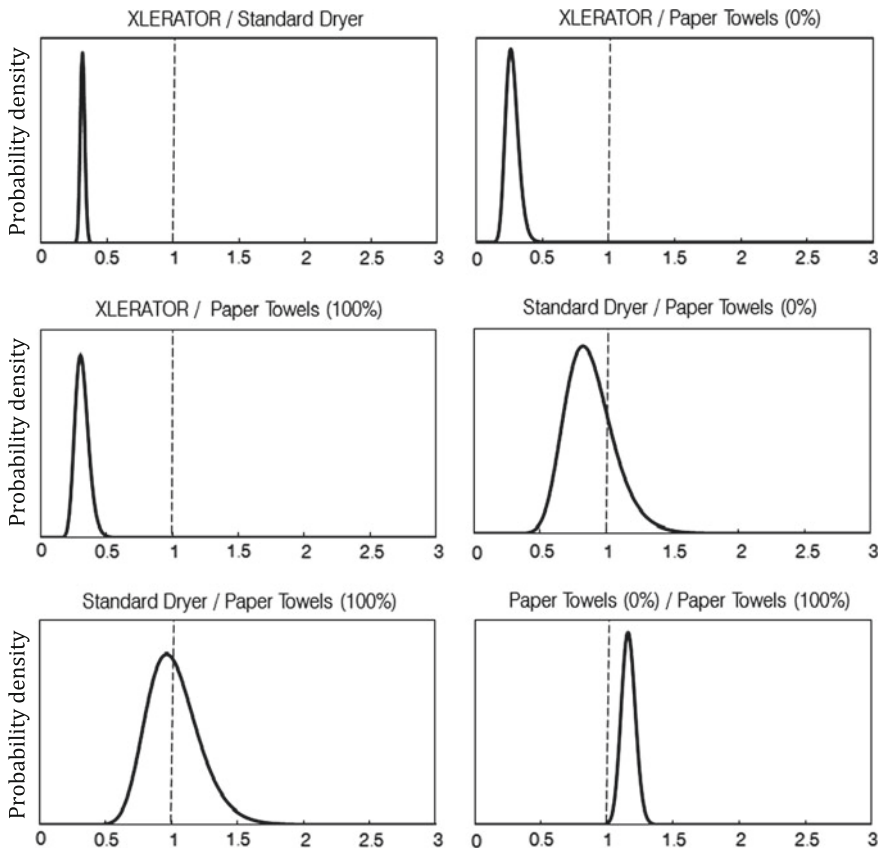 XLERATOR / Standard Dryer
Probability density
0 0.5 1 1.5 2 2.5 3
XLERATOR / Paper Towels (0%)
0 0.5 1 1.5 2 2.5 3
XLERATOR / Paper Towels (100%)
Probability density
0 0.5 1 1.5 2 2.5 3
Standard Dryer / Paper Towels (0%)
0 0.5 1 1.5 2 2.5 3
Standard Dryer / Paper Towels (100%)
Probability density
0 0.5 1 1.5 2 2.5 3
Paper Towels (0%) / Paper Towels (100%)
0 0.5 1 1.5 2 2.5 3